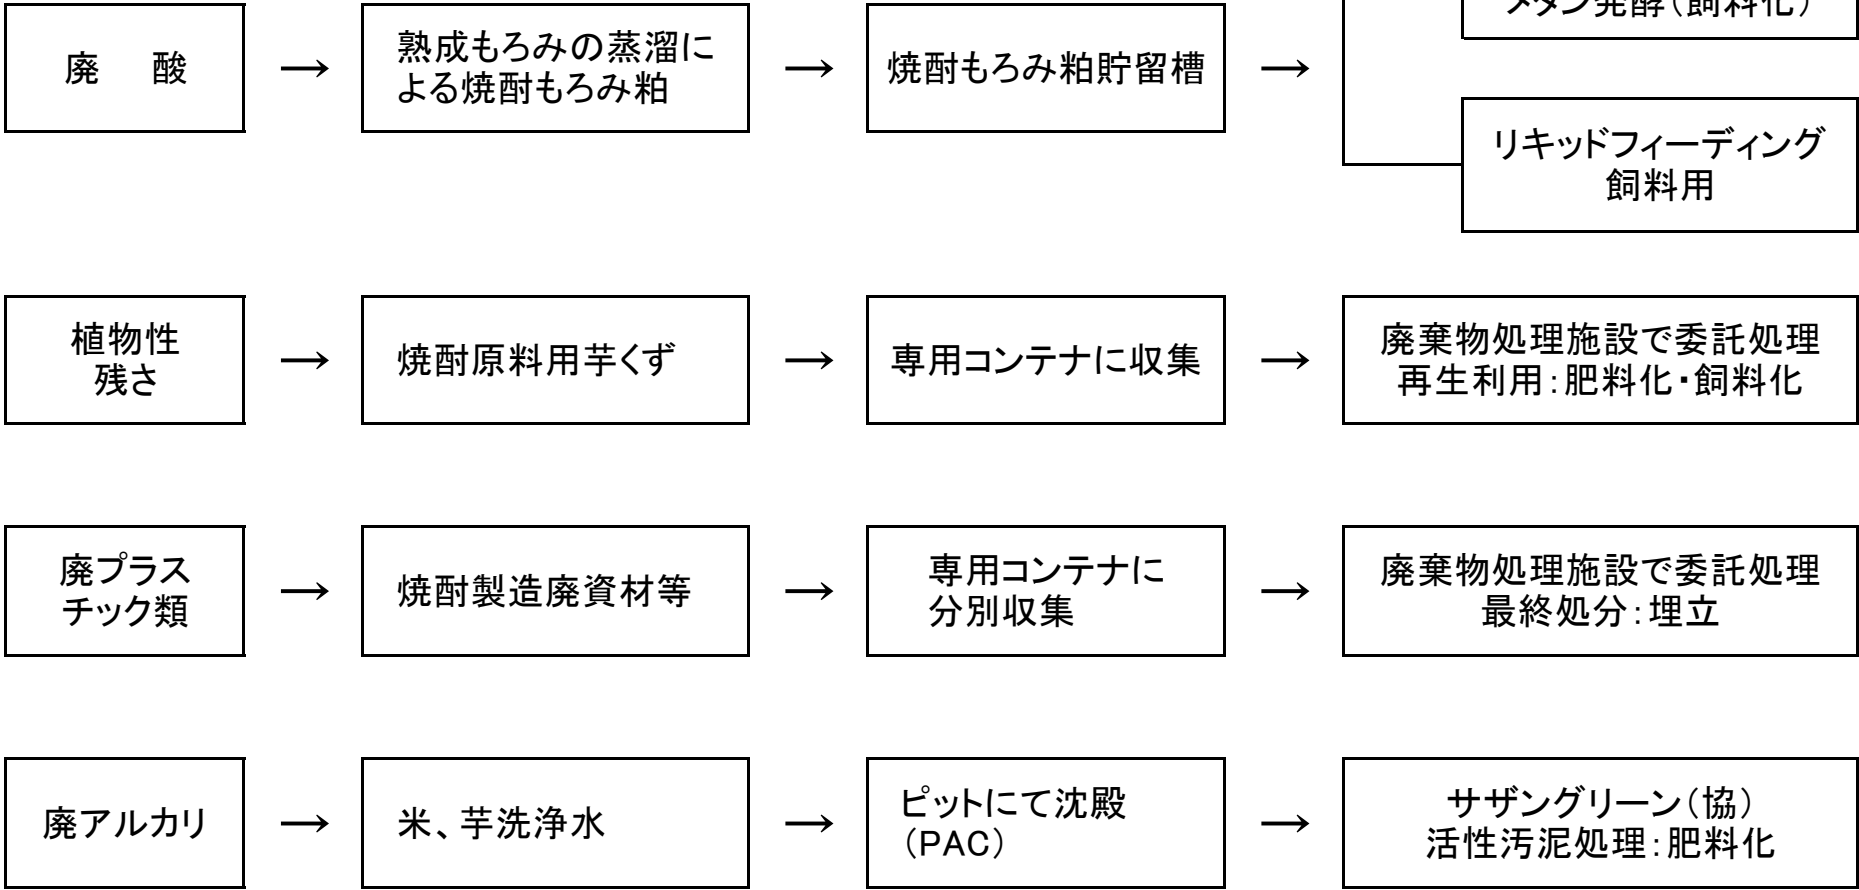 メタン発酵（飼料化）
廃　酸
→
熟成もろみの蒸溜に
よる焼酎もろみ粕
→
焼酎もろみ粕貯留槽
→
リキッドフィーディング
飼料用
植物性
残さ
→
焼酎原料用芋くず
→
専用コンテナに収集
→
廃棄物処理施設で委託処理
再生利用：肥料化・飼料化
廃プラス
チック類
→
焼酎製造廃資材等
→
専用コンテナに
分別収集
→
廃棄物処理施設で委託処理
最終処分：埋立
廃アルカリ
→
米、芋洗浄水
→
ピットにて沈殿
（PAC）
→
サザングリーン（協）
活性汚泥処理：肥料化